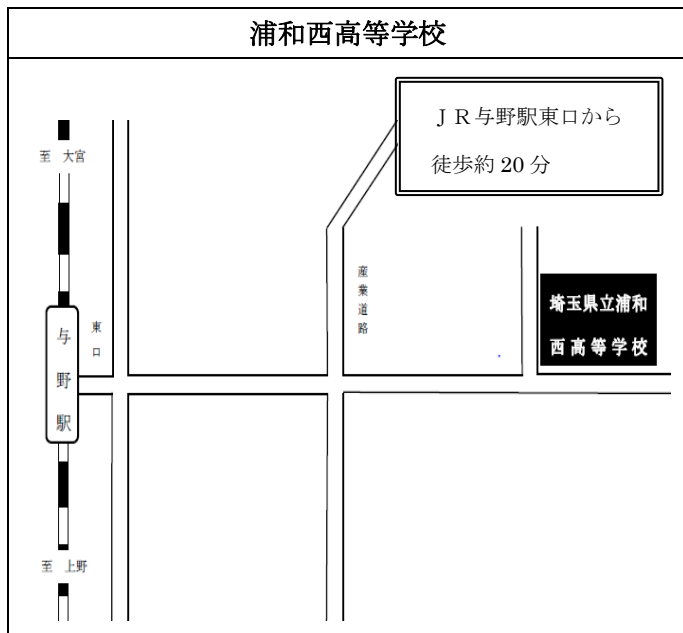 浦和西高等学校
ＪＲ与野駅東口から
徒歩約 20 分
至 大宮
産業道路
埼玉県立浦和
西高等学校
東口
与野駅
至 上野